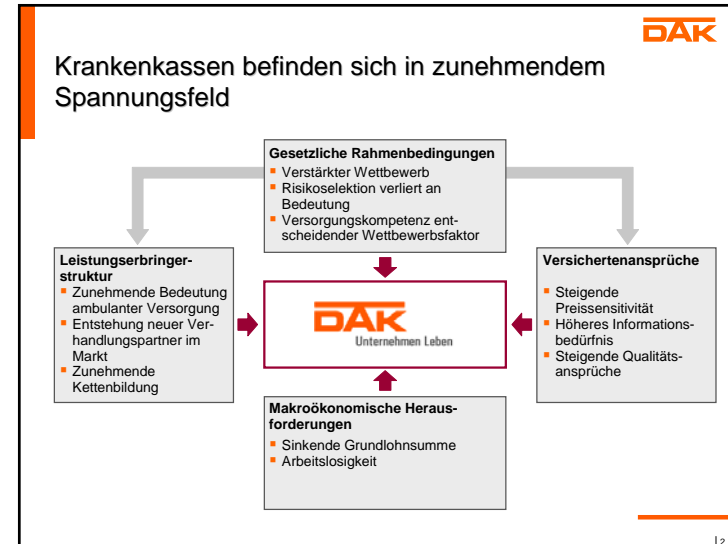 DAK
Krankenkassen befinden sich in zunehmendem
Spannungsfeld
Gesetzliche Rahmenbedingungen
Verstärkter Wettbewerb
Risikoselektion verliert an
Bedeutung
Versorgungskompetenz ent-
scheidender Wettbewerbsfaktor
Leistungserbringer-
struktur
Zunehmende Bedeutung
ambulanter Versorgung
Entstehung neuer Ver-
handlungspartner im
Markt
Zunehmende
Kettenbildung
DAK
Unternehmen Leben
Versichertenansprüche
Steigende
Preissensitivität
Höheres Informations-
bedürfnis
Steigende Qualitäts-
ansprüche
Makroökonomische Heraus-
forderungen
Sinkende Grundlohnsumme
Arbeitslosigkeit
| 2